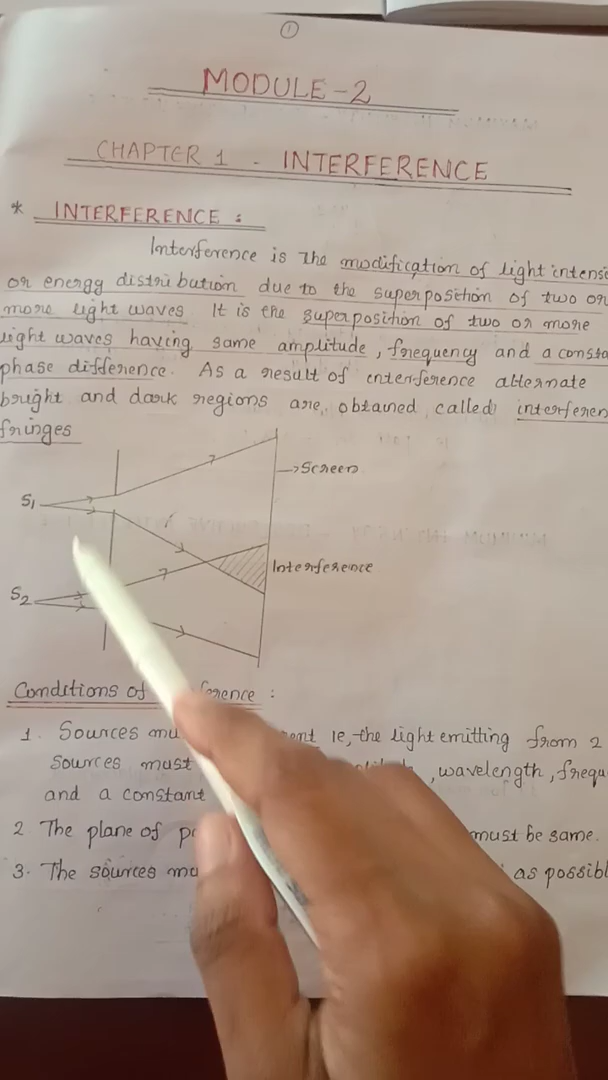 1
MODULE-2
CHAPTER 1 - INTERFERENCE
* INTERFERENCE :
Interference is the modification of light intens
or energy distribution due to the superposition of two or
more light waves It is the superposition of two or more
light waves having same amplitude, frequency and a consta
phase difference. As a result of interference alternate
bright and dark regions are, obtained called interferen
fringes
S1
Screen
S2
Interference
Conditions of erence :
1. Sources mu ent ie, the light emitting from 2
sources must , wavelength, frequ
and a constant
2 The plane of p must be same.
3. The sources mu as possibl